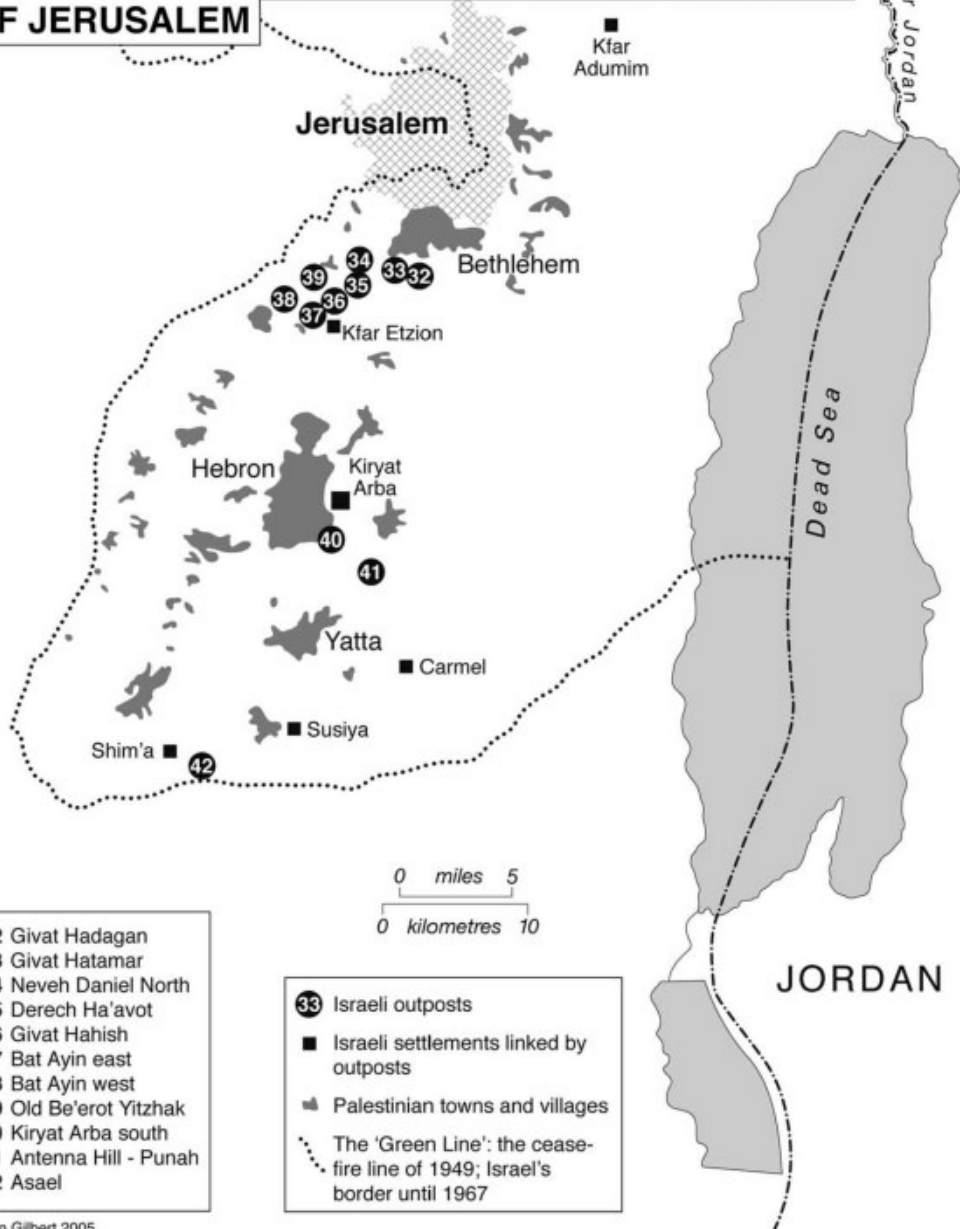 F JERUSALEM
Kfar
Adumim
r Jordan
Jerusalem
Bethlehem
34
39
33
32
35
38
36
37
Kfar Etzion
Dead Sea
Hebron
Kiryat
Arba
40
41
Yatta
Carmel
Susiya
Shim'a
42
0 miles 5
0 kilometres 10
JORDAN
2 Givat Hadagan
3 Givat Hatamar
4 Neveh Daniel North
5 Derech Ha'avot
6 Givat Hahish
7 Bat Ayin east
8 Bat Ayin west
9 Old Be'erot Yitzhak
0 Kiryat Arba south
1 Antenna Hill - Punah
2 Asael
33 Israeli outposts
Israeli settlements linked by
outposts
Palestinian towns and villages
The 'Green Line': the cease-
fire line of 1949; Israel's
border until 1967
n Gilbert 2005